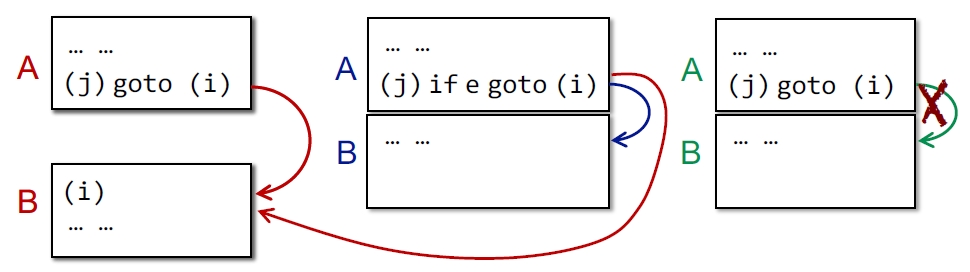 A
… …
(j) goto (i)
B
(i)
… …
A
… …
(j) if e goto (i)
B
… …
A
… …
(j) goto (i)
X
B
… …